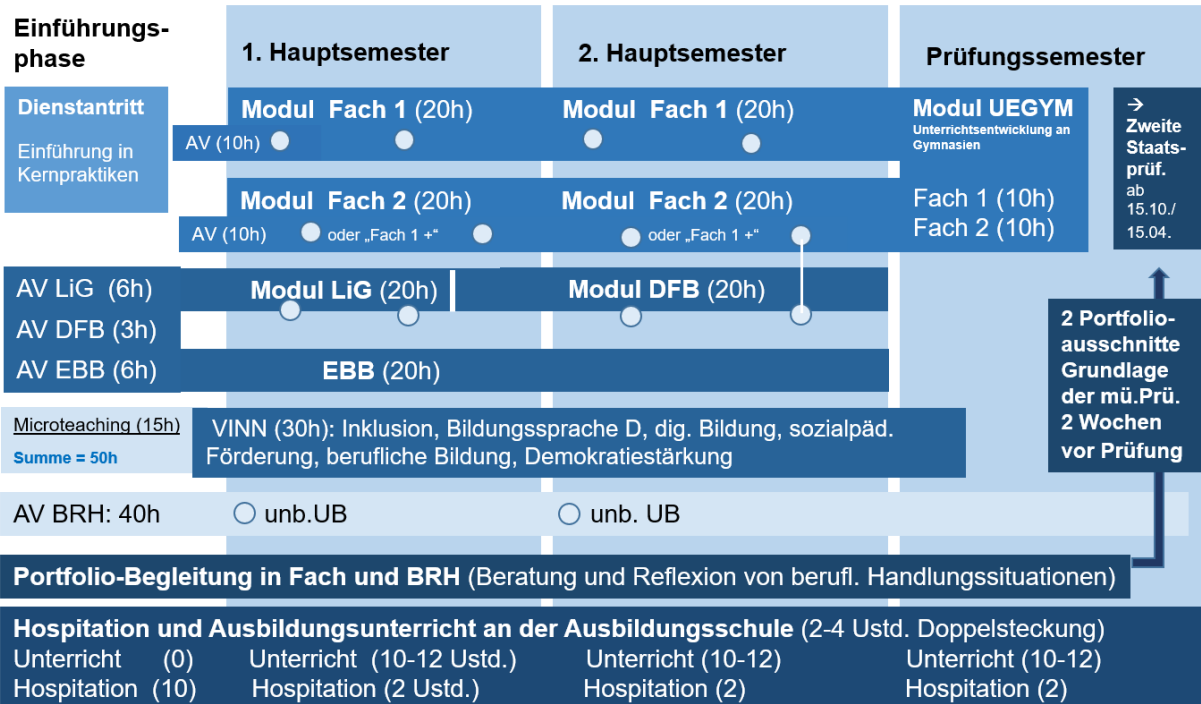 Einführungs-
phase
1. Hauptsemester
2. Hauptsemester
Prüfungssemester
Dienstantritt
Einführung in
Kernpraktiken
Modul Fach 1 (20h)
Modul Fach 1 (20h)
AV (10h)
Modul UEGYM
Unterrichtsentwicklung an
Gymnasien
Fach 1 (10h)
Fach 2 (10h)
→
Zweite
Staats-
prüf.
ab
15.10./
15.04.
Modul Fach 2 (20h)
Modul Fach 2 (20h)
AV (10h)
oder „Fach 1 +“
oder „Fach 1 +“
AV LiG (6h)
Modul LiG (20h)
Modul DFB (20h)
AV DFB (3h)
AV EBB (6h)
EBB (20h)
2 Portfolio-
ausschnitte
Grundlage
der mü.Prü.
2 Wochen
vor Prüfung
Microteaching (15h)
Summe = 50h
VINN (30h): Inklusion, Bildungssprache D, dig. Bildung, sozialpäd.
Förderung, berufliche Bildung, Demokratiestärkung
AV BRH: 40h
unb.UB
unb. UB
Portfolio-Begleitung in Fach und BRH (Beratung und Reflexion von berufl. Handlungssituationen)
Hospitation und Ausbildungsunterricht an der Ausbildungsschule (2-4 Ustd. Doppelsteckung)
Unterricht (0) Unterricht (10-12 Ustd.) Unterricht (10-12) Unterricht (10-12)
Hospitation (10) Hospitation (2 Ustd.) Hospitation (2) Hospitation (2)